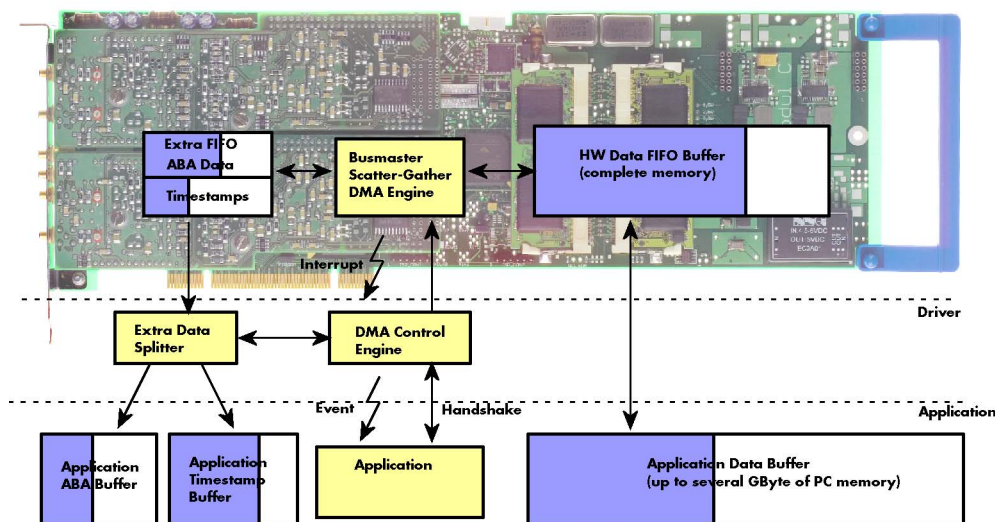 Extra FIFO
ABA Data
Timestamps
Busmaster
Scatter-Gather
DMA Engine
HW Data FIFO Buffer
(complete memory)
Interrupt
Driver
Extra Data
Splitter
DMA Control
Engine
Event
Handshake
Application
Application
ABA Buffer
Application
Timestamp
Buffer
Application
Application Data Buffer
(up to several GByte of PC memory)